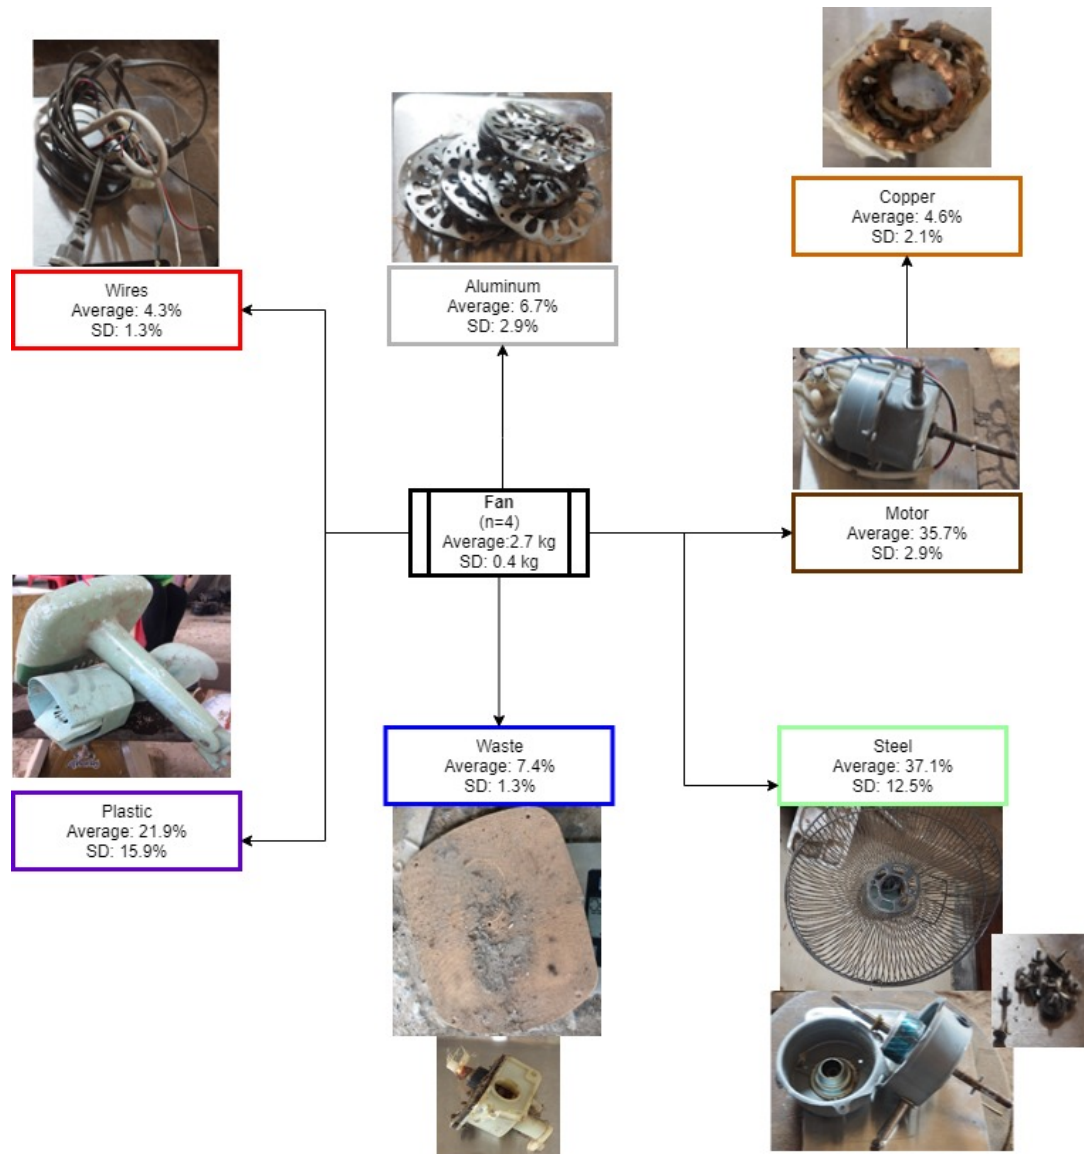 Copper
Average: 4.6%
SD: 2.1%
Wires
Average: 4.3%
SD: 1.3%
Aluminum
Average: 6.7%
SD: 2.9%
Fan
(n=4)
Average:2.7 kg
SD: 0.4 kg
Motor
Average: 35.7%
SD: 2.9%
Waste
Average: 7.4%
SD: 1.3%
Steel
Average: 37.1%
SD: 12.5%
Plastic
Average: 21.9%
SD: 15.9%